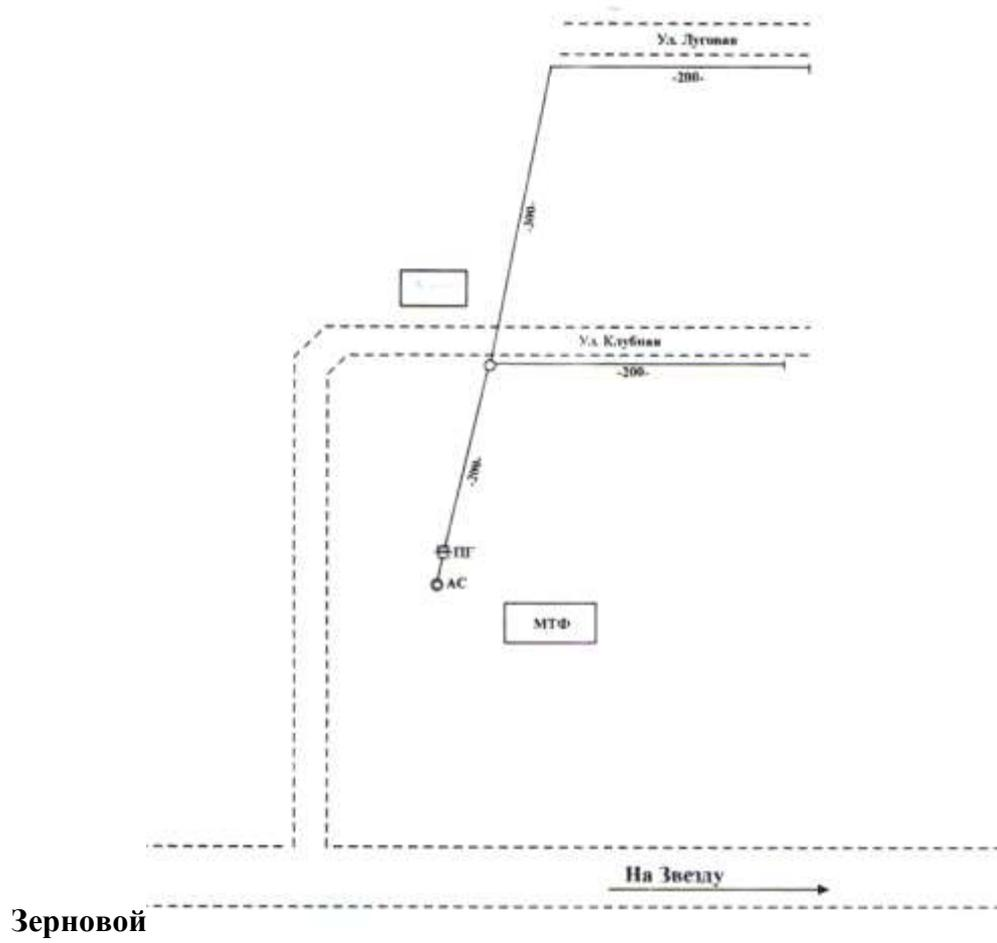 Ул. Луговая
-200-
-300-
Ул. Клубная
-200-
-200-
ПГ
АС
МТФ
На Звезду
Зерновой